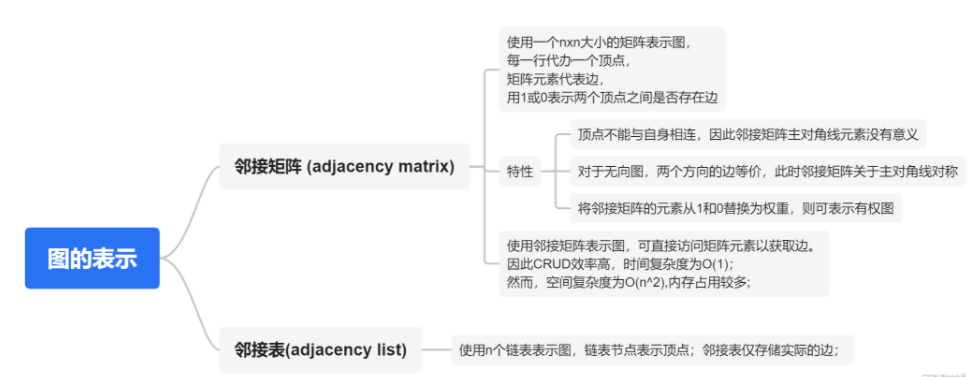 使用一个nxn大小的矩阵表示图，
每一行代办一个顶点，
矩阵元素代表边，
用1或0表示两个顶点之间是否存在边
顶点不能与自身相连，因此邻接矩阵主对角线元素没有意义
邻接矩阵 (adjacency matrix)
特性
对于无向图，两个方向的边等价，此时邻接矩阵关于主对角线对称
将邻接矩阵的元素从1和0替换为权重，则可表示有权图
图的表示
使用邻接矩阵表示图，可直接访问矩阵元素以获取边。
因此CRUD效率高，时间复杂度为O(1)；
然而，空间复杂度为O(n^2),内存占用较多;
邻接表(adjacency list)
使用n个链表表示图，链表节点表示顶点；邻接表仅存储实际的边；